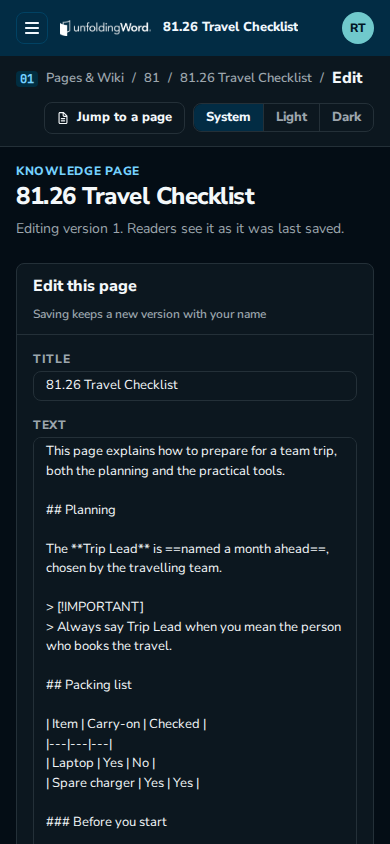 unfoldingWord.
81.26 Travel Checklist
RT
01 Pages & Wiki / 81 / 81.26 Travel Checklist / Edit
Jump to a page
System Light Dark
KNOWLEDGE PAGE
81.26 Travel Checklist
Editing version 1. Readers see it as it was last saved.
Edit this page
Saving keeps a new version with your name
TITLE
81.26 Travel Checklist
TEXT
This page explains how to prepare for a team trip,
both the planning and the practical tools.
## Planning
The **Trip Lead** is ==named a month ahead==,
chosen by the travelling team.
> [!IMPORTANT]
> Always say Trip Lead when you mean the person
who books the travel.
## Packing list
| Item | Carry-on | Checked |
|---|---|---|
| Laptop | Yes | No |
| Spare charger | Yes | Yes |
### Before you start